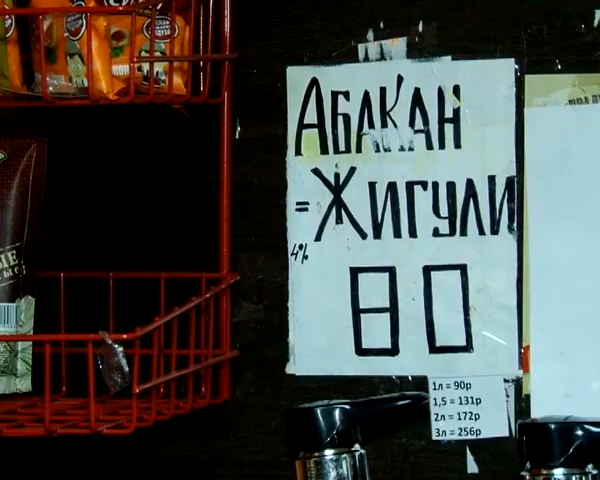 АБАКАН
=ЖИГУЛИ
4%
80
1л = 90р
1,5 = 131р
2л = 172р
3л = 256р